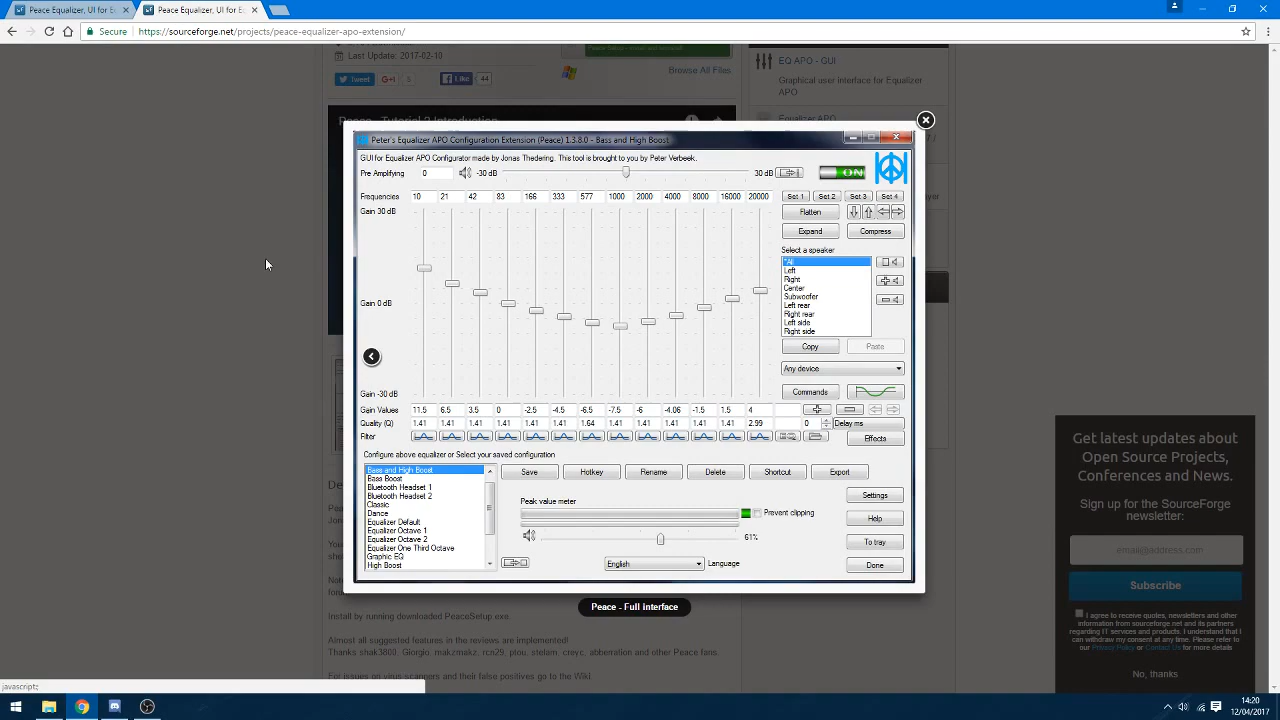 Peace Equalizer, UI for E
Peace Equalizer, UI for E
Secure
https://sourceforge.net/projects/peace-equalizer-apo-extension/
Last Update: 2017-02-10
Tweet
G+
8
Like
44
Browse All Files
EQ APO - GUI
Graphical user interface for Equalizer
APO
Equalizer APO
Peace - Tutorial 2 Introduction
Peter's Equalizer APO Configuration Extension (Peace) 1.3.8.0 - Bass and High Boost
GUI for Equalizer APO Configurator made by Jonas Thedering. This tool is brought to you by Peter Verbeek.
Pre Amplifying
0
-30 dB
30 dB
ON
Frequencies
10 21 42 83 166 333 577 1000 2000 4000 8000 16000 20000
Set 1
Set 2
Set 3
Set 4
Gain 30 dB
Flatten
Expand
Compress
Select a speaker
*All
Left
Right
Center
Subwoofer
Left rear
Right rear
Left side
Right side
Gain 0 dB
Copy
Paste
Any device
Gain -30 dB
Commands
Gain Values
11.5 6.5 3.5 0 -2.5 -4.5 -6.5 -7.5 -6 -4.06 -1.5 1.5 4
Quality (Q)
1.41 1.41 1.41 1.41 1.41 1.41 1.64 1.41 1.41 1.41 1.41 1.41 2.99
0
Delay ms
Filter
Effects
Configure above equalizer or Select your saved configuration
Bass and High Boost
Bass Boost
Bluetooth Headset 1
Bluetooth Headset 2
Classic
Dance
Equalizer Default
Equalizer Octave 1
Equalizer Octave 2
Equalizer One Third Octave
Graphic EQ
High Boost
Save
Hotkey
Rename
Delete
Shortcut
Export
Peak value meter
Prevent clipping
61%
English
Language
Settings
Help
To tray
Done
Peace - Full interface
Install by running downloaded PeaceSetup.exe.
Almost all suggested features in the reviews are implemented!
Thanks shak3800, Giorgio, makzmakz, rcn29, ptou, stelam, creyc, abberration and other Peace fans.
For issues on virus scanners and their false positives go to the Wiki.
Get latest updates about
Open Source Projects,
Conferences and News.
Sign up for the SourceForge
newsletter:
email@address.com
Subscribe
I agree to receive quotes, newsletters and other
information from sourceforge.net and its partners
regarding IT services and products. I understand that I
can withdraw my consent at any time. Please refer to
our Privacy Policy or Contact Us for more details
No, thanks
javascript:;
14:20
12/04/2017